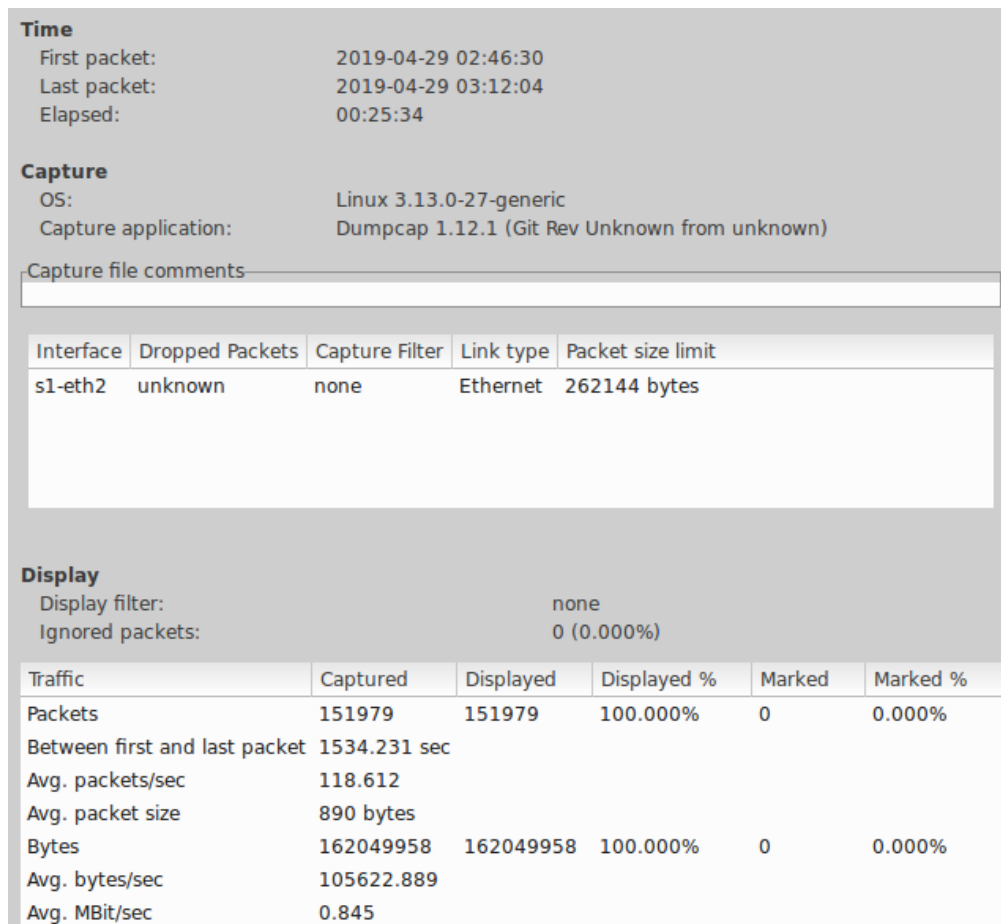 Time
First packet: 2019-04-29 02:46:30
Last packet: 2019-04-29 03:12:04
Elapsed: 00:25:34
Capture
OS: Linux 3.13.0-27-generic
Capture application: Dumpcap 1.12.1 (Git Rev Unknown from unknown)
Capture file comments
Interface Dropped Packets Capture Filter Link type Packet size limit
s1-eth2 unknown none Ethernet 262144 bytes
Display
Display filter: none
Ignored packets: 0 (0.000%)
Traffic Captured Displayed Displayed % Marked Marked %
Packets 151979 151979 100.000% 0 0.000%
Between first and last packet 1534.231 sec
Avg. packets/sec 118.612
Avg. packet size 890 bytes
Bytes 162049958 162049958 100.000% 0 0.000%
Avg. bytes/sec 105622.889
Avg. MBit/sec 0.845